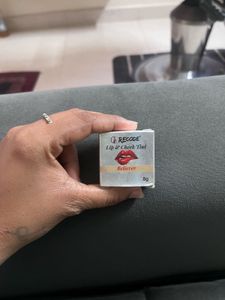 RECODE
Lip & Cheek Tint
Believer
8g